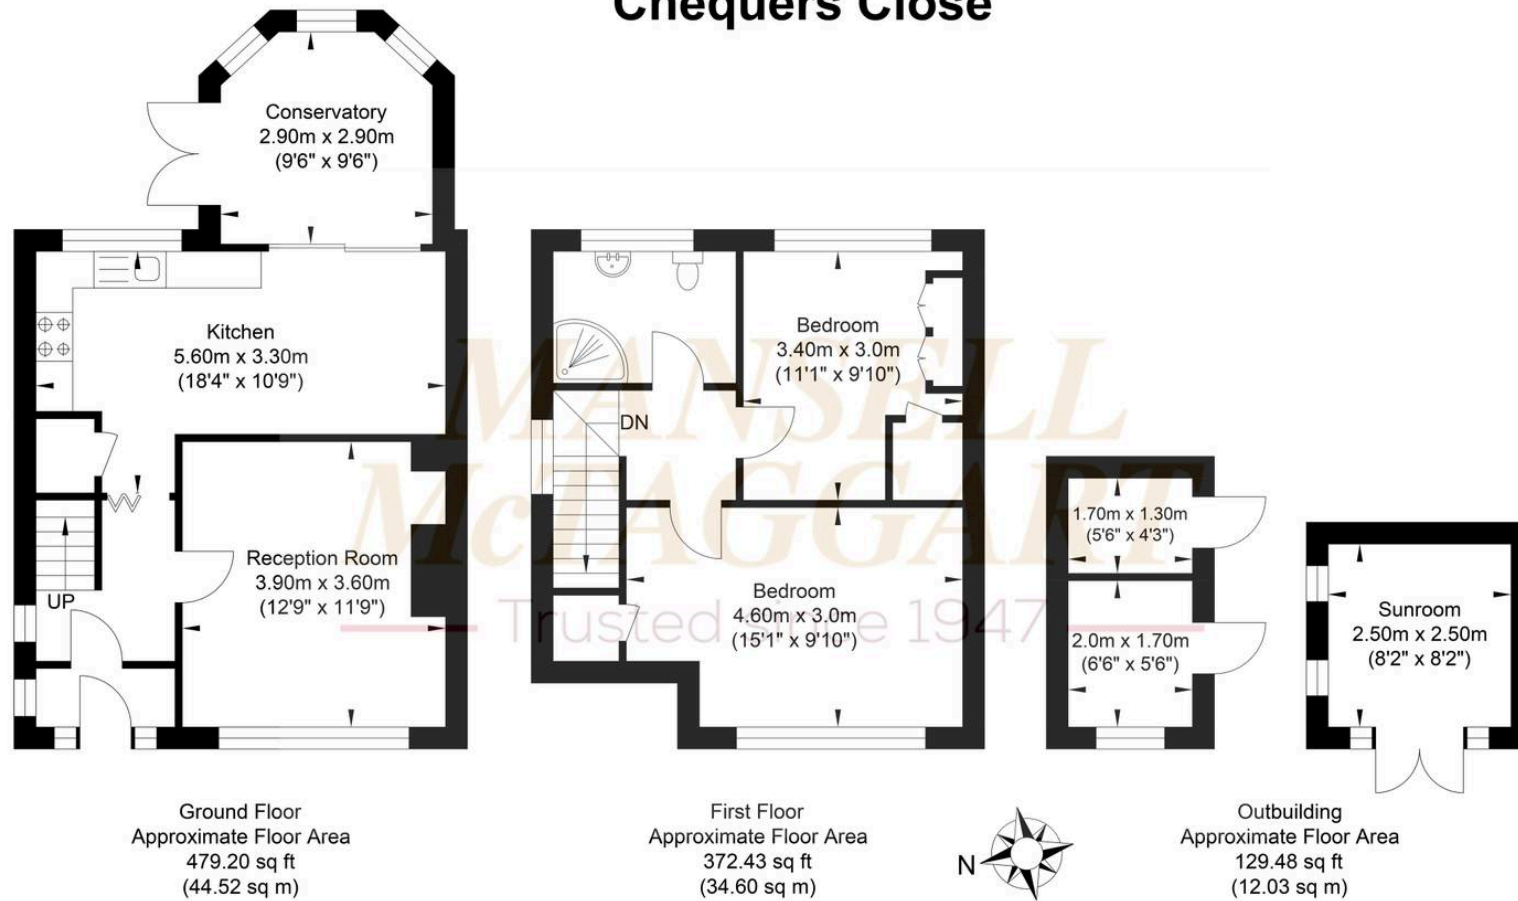 Chequers Close
Conservatory
2.90m x 2.90m
(9'6" x 9'6")
Kitchen
5.60m x 3.30m
(18'4" x 10'9")
Reception Room
3.90m x 3.60m
(12'9" x 11'9")
UP
Ground Floor
Approximate Floor Area
479.20 sq ft
(44.52 sq m)
DN
Bedroom
3.40m x 3.0m
(11'1" x 9'10")
Bedroom
4.60m x 3.0m
(15'1" x 9'10")
First Floor
Approximate Floor Area
372.43 sq ft
(34.60 sq m)
N
1.70m x 1.30m
(5'6" x 4'3")
2.0m x 1.70m
(6'6" x 5'6")
Sunroom
2.50m x 2.50m
(8'2" x 8'2")
Outbuilding
Approximate Floor Area
129.48 sq ft
(12.03 sq m)
MANSELL
McTAGGART
Trusted since 1947